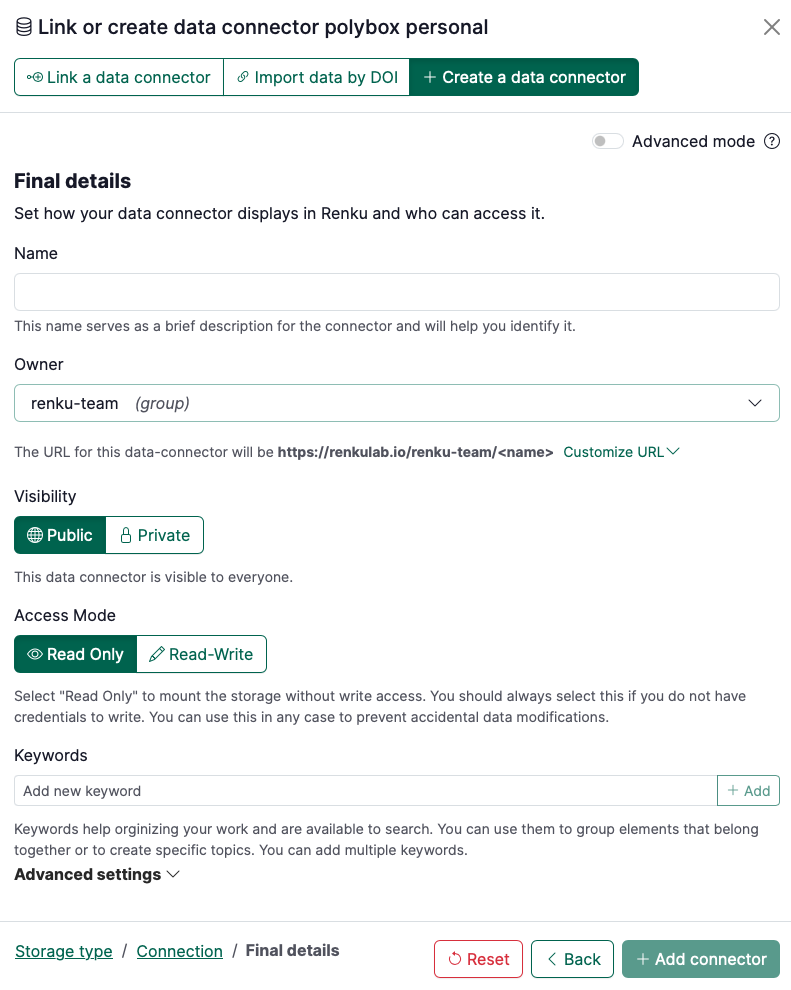 Link or create data connector polybox personal
Link a data connector
Import data by DOI
Create a data connector
Advanced mode
Final details
Set how your data connector displays in Renku and who can access it.
Name
This name serves as a brief description for the connector and will help you identify it.
Owner
renku-team (group)
The URL for this data-connector will be https://renkulab.io/renku-team/<name> Customize URL
Visibility
Public
Private
This data connector is visible to everyone.
Access Mode
Read Only
Read-Write
Select "Read Only" to mount the storage without write access. You should always select this if you do not have
credentials to write. You can use this in any case to prevent accidental data modifications.
Keywords
Add new keyword
+ Add
Keywords help orginizing your work and are available to search. You can use them to group elements that belong
together or to create specific topics. You can add multiple keywords.
Advanced settings
Storage type / Connection / Final details
Reset
Back
+ Add connector